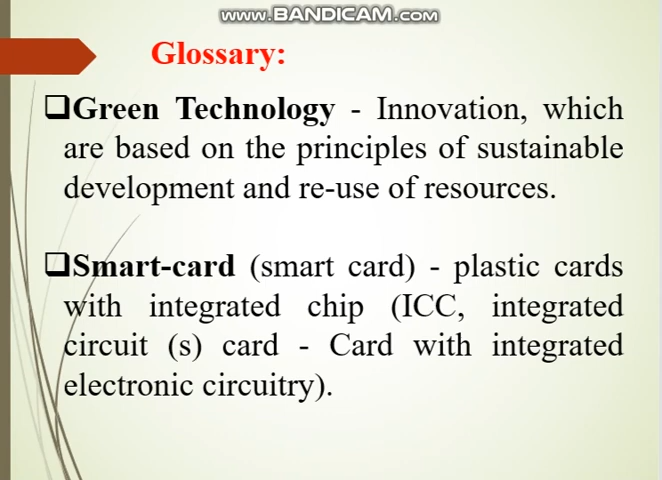 www.BANDICAM.com
Glossary:
❑Green Technology - Innovation, which
are based on the principles of sustainable
development and re-use of resources.
❑Smart-card (smart card) - plastic cards
with integrated chip (ICC, integrated
circuit (s) card - Card with integrated
electronic circuitry).